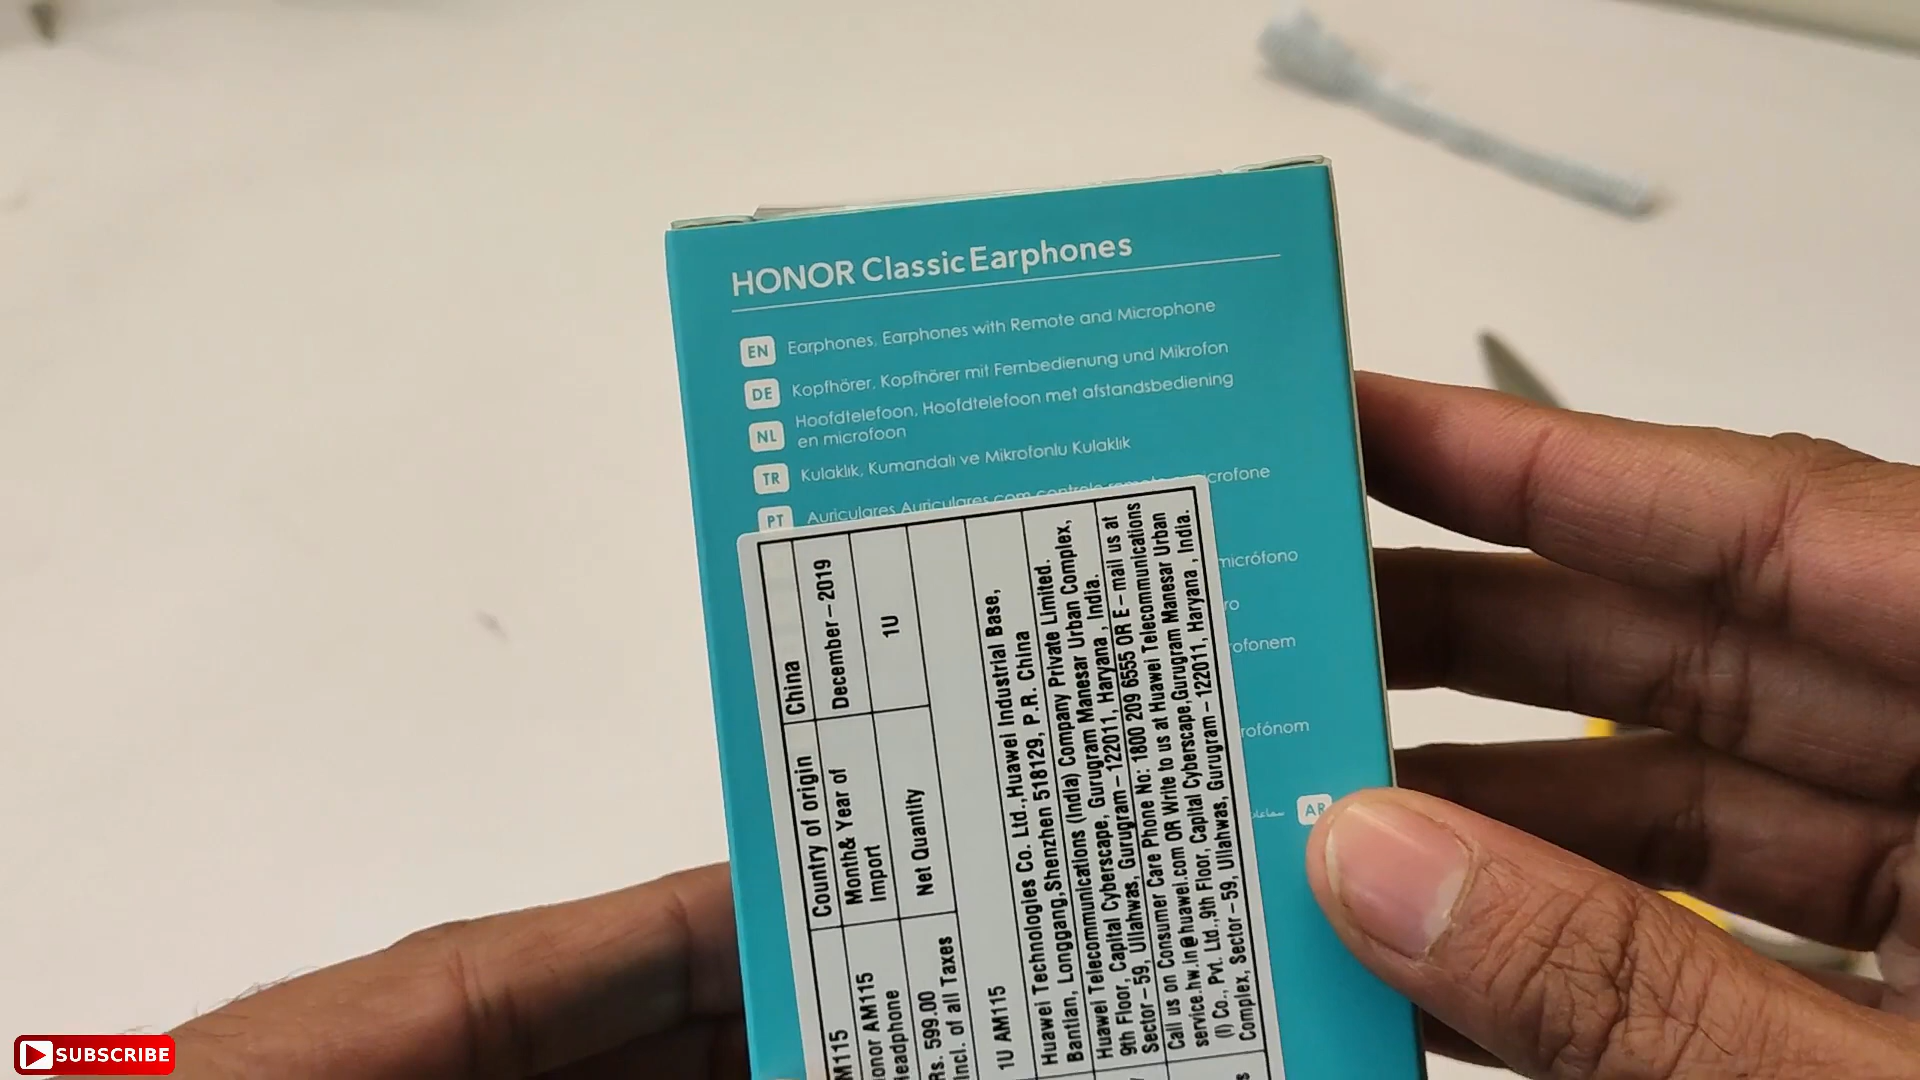 HONOR Classic Earphones
EN Earphones, Earphones with Remote and Microphone
DE Kopfhörer, Kopfhörer mit Fernbedienung und Mikrofon
NL Hoofdtelefoon, Hoofdtelefoon met afstandsbediening
en microfoon
TR Kulaklık, Kumandalı ve Mikrofonlu Kulaklık
PT Auriculares Auriculares com controlo remoto crofone
micrófono
ro
ofonem
rofónom
AR
M115
Country of origin
China
onor AM115
Headphone
Month& Year of
Import
December – 2019
Rs. 599.00
Incl. of all Taxes
Net Quantity
1U
1U AM115
Huawei Technologies Co. Ltd.,Huawei Industrial Base,
Bantian, Longgang,Shenzhen 518129, P.R. China
Huawei Telecommunications (India) Company Private Limited.
9th Floor, Capital Cyberscape, Gurugram Manesar Urban Complex,
Sector – 59, Ullahwas, Gurugram – 122011, Haryana , India.
Call us on Consumer Care Phone No: 1800 209 6555 OR E – mail us at
service.hw.in@huawei.com OR Write to us at Huawei Telecommunications
(I) Co., Pvt. Ltd.,9th Floor, Capital Cyberscape,Gurugram Manesar Urban
Complex, Sector – 59, Ullahwas, Gurugram – 122011, Haryana , India.
SUBSCRIBE